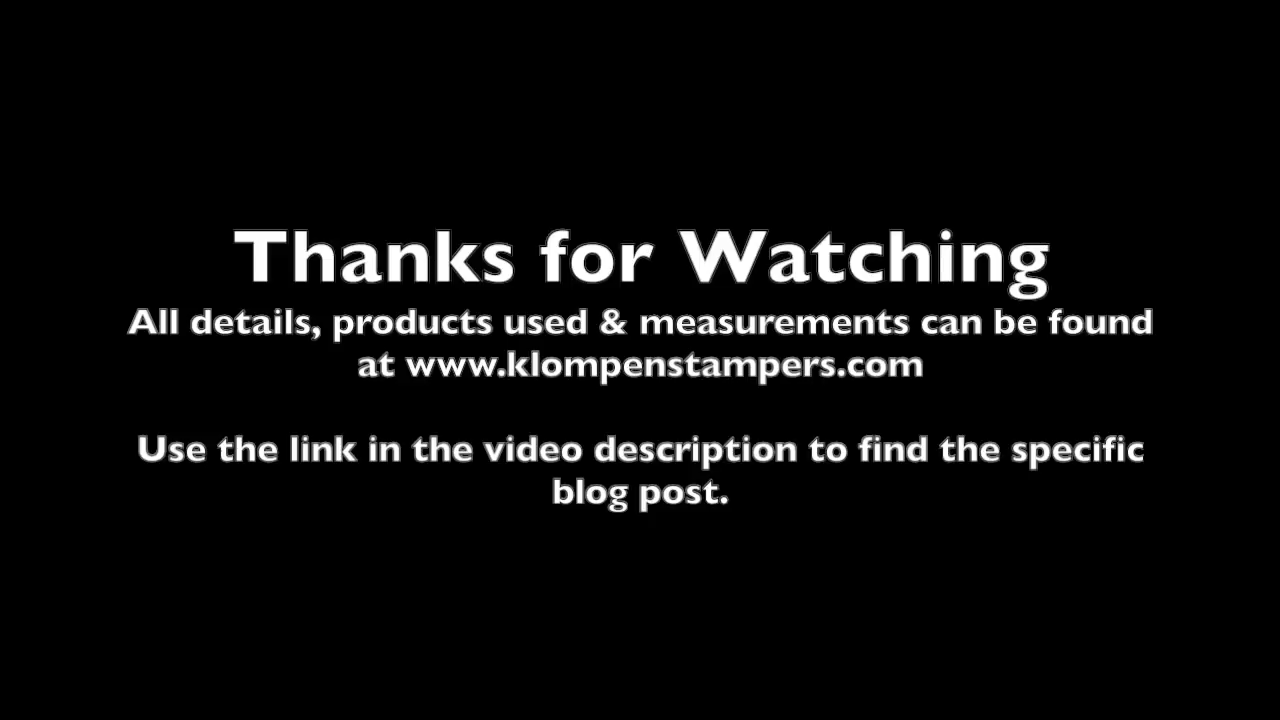 Thanks for Watching
All details, products used & measurements can be found
at www.klompenstampers.com
Use the link in the video description to find the specific
blog post.